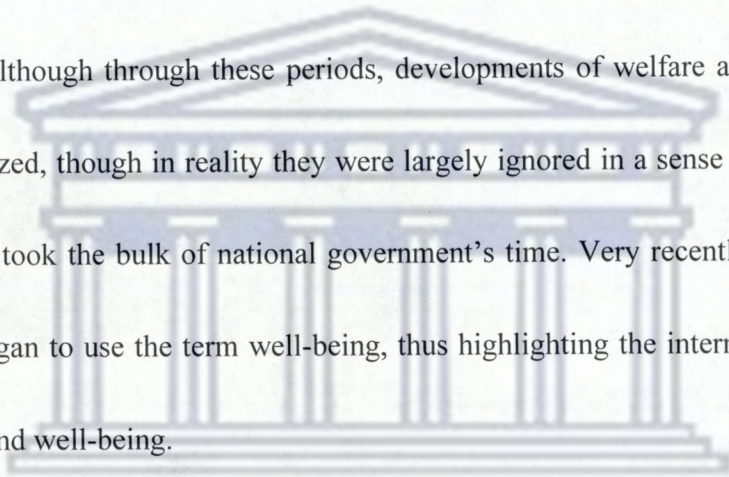 lthough through these periods, developments of welfare a
zed, though in reality they were largely ignored in a sense
took the bulk of national government's time. Very recentl
gan to use the term well-being, thus highlighting the intern
nd well-being.